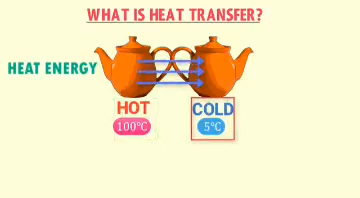 WHAT IS HEAT TRANSFER?
HEAT ENERGY
HOT
COLD
100°C
5°C